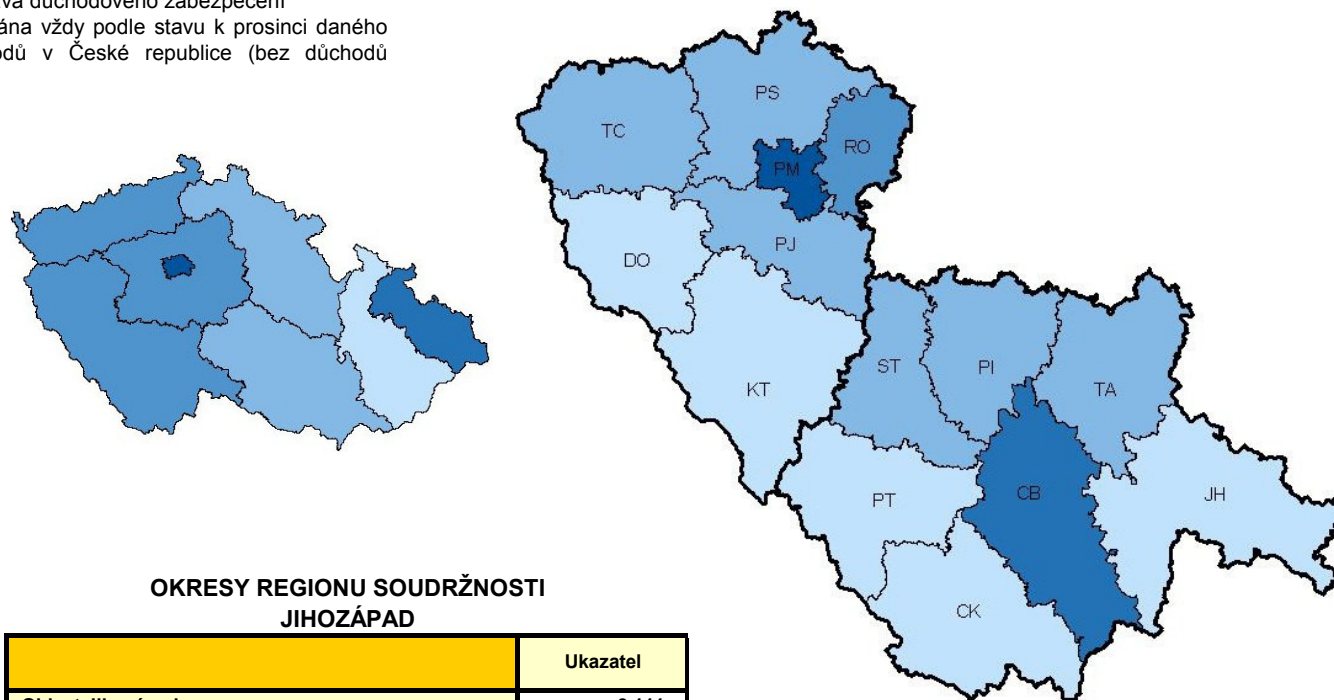 ána vždy podle stavu k prosinci daného
odů v České republice (bez důchodů
PS
TC
RO
PM
PJ
DO
ST
PI
TA
KT
CB
JH
PT
CK
OKRESY REGIONU SOUDRŽNOSTI
JIHOZÁPAD
Ukazatel